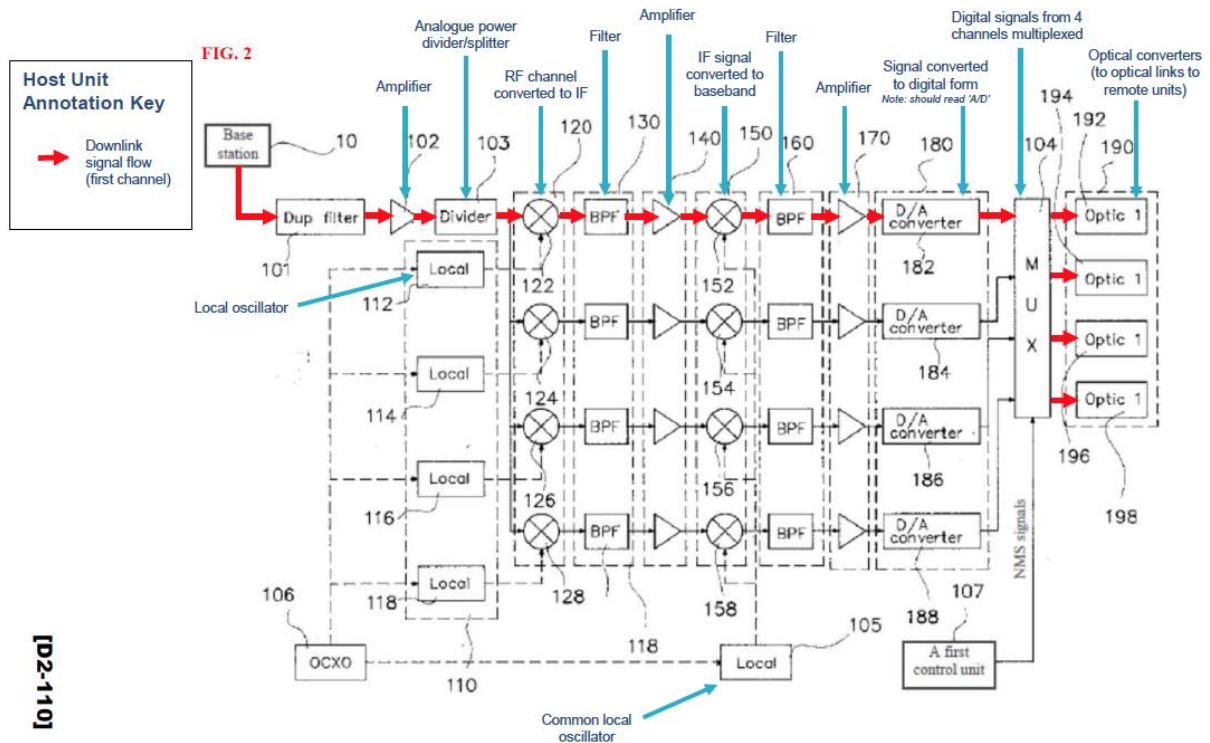 Host Unit
Annotation Key
Downlink
signal flow
(first channel)
FIG. 2
Amplifier
Analogue power
divider/splitter
RF channel
converted to IF
Filter
Amplifier
IF signal
converted to
baseband
Filter
Amplifier
Signal converted
to digital form
Note: should read 'A/D'
Digital signals from 4
channels multiplexed
Optical converters
(to optical links to
remote units)
Base
station
10
102
103
120
130
140
150
160
170
180
104
194
192
190
Dup filter
101
Divider
BPF
BPF
D/A
converter
182
Optic 1
Local
112
122
152
Local oscillator
BPF
BPF
D/A
converter
184
Optic 1
Local
114
124
154
M
U
X
Optic 1
BPF
BPF
D/A
converter
186
Optic 1
196
198
Local
116
126
156
BPF
BPF
D/A
converter
188
Local
118
128
118
158
NMS signals
106
OCXO
110
105
Local
107
A first
control unit
Common local
oscillator
[D2-110]